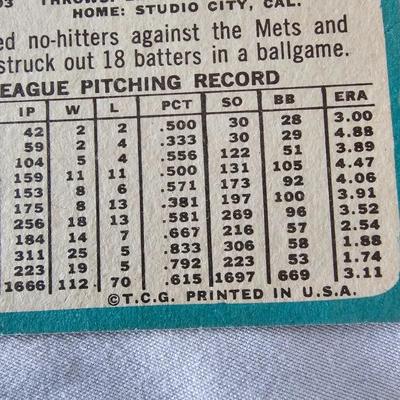 THROWS:
HOME: STUDIO CITY, CAL.
ed no-hitters against the Mets and
struck out 18 batters in a ballgame.
LEAGUE PITCHING RECORD
IP W L PCT SO BB ERA
42 2 2 .500 30 28 3.00
59 2 4 .333 30 29 4.88
104 5 4 .556 122 51 3.89
159 11 11 .500 131 105 4.47
153 8 6 .571 173 92 4.06
175 8 13 .381 197 100 3.91
256 18 13 .581 269 96 3.52
184 14 7 .667 216 57 2.54
311 25 5 .833 306 58 1.88
223 19 5 .792 223 53 1.74
1666 112 70 .615 1697 669 3.11
©T.C.G. PRINTED IN U.S.A.